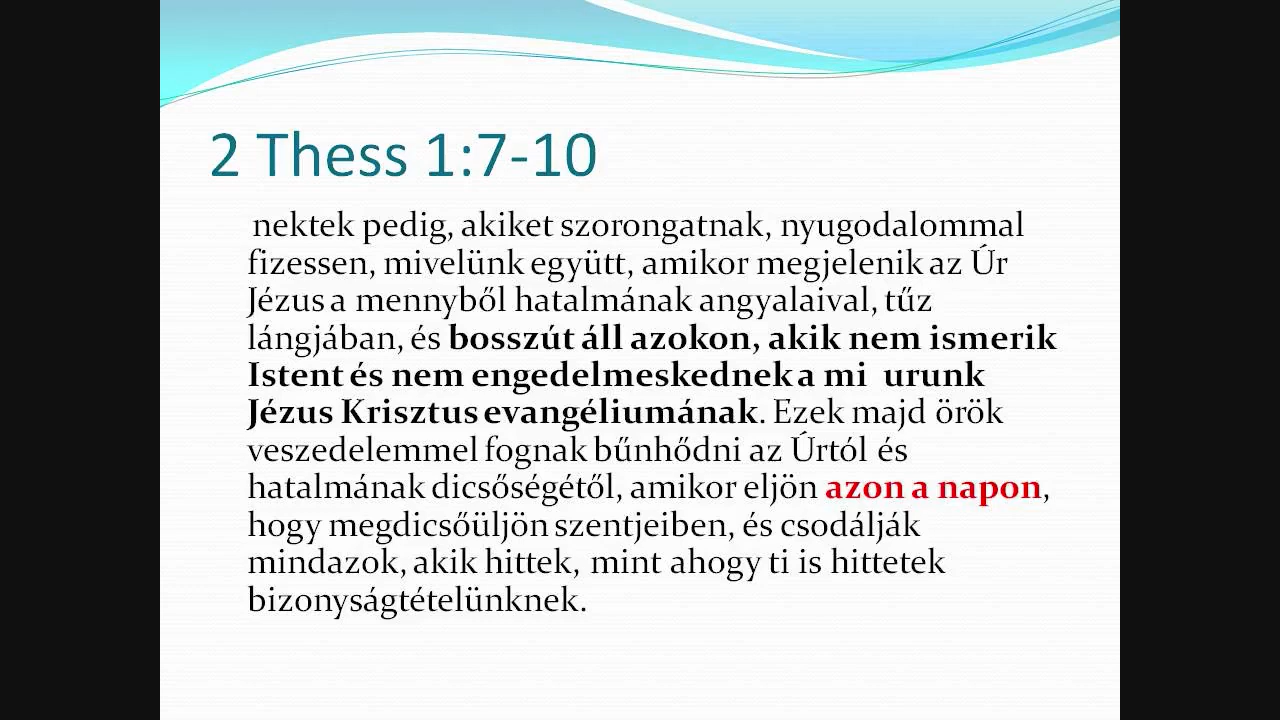 2 Thess 1:7-10
nektek pedig, akiket szorongatnak, nyugodalommal
fizessen, mivelünk együtt, amikor megjelenik az Úr
Jézus a mennyből hatalmának angyalaival, tűz
lángjában, és bosszút áll azokon, akik nem ismerik
Istent és nem engedelmeskednek a mi urunk
Jézus Krisztus evangéliumának. Ezek majd örök
veszedelemmel fognak bűnhődni az Úrtól és
hatalmának dicsőségétől, amikor eljön azon a napon,
hogy megdicsőüljön szentjeiben, és csodálják
mindazok, akik hittek, mint ahogy ti is hittetek
bizonyságtételünknek.